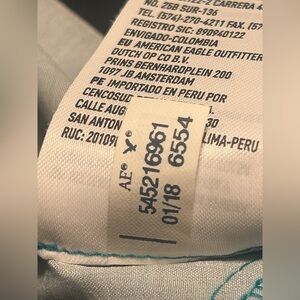 NO. 25B SUR-136
TEL. (574)-270-4211 FAX. (57
REGISTRO SIC: 890940122
ENVIGADO-COLOMBIA
EU AMERICAN EAGLE OUTFITTER
DUTCH OP CO B.V.
PRINS BERNHARDPLEIN 200
1097 JB AMSTERDAM
PE IMPORTADO EN PERU POR
CENCOSUD
CALLE AUG
SAN ANTON
LIMA-PERU
RUC: 20109
AE®
545216961
01/18 6554